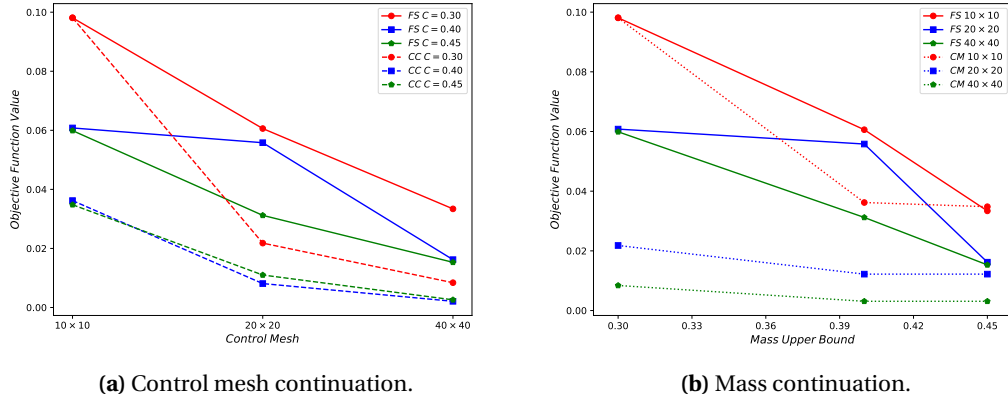 0.10
0.08
0.06
0.04
0.02
0.00
Objective Function Value
10 × 10
20 × 20
40 × 40
Control Mesh
FS C = 0.30
FS C = 0.40
FS C = 0.45
CC C = 0.30
CC C = 0.40
CC C = 0.45
(a) Control mesh continuation.
0.10
0.08
0.06
0.04
0.02
0.00
Objective Function Value
0.30
0.33
0.36
0.39
0.42
0.45
Mass Upper Bound
FS 10 × 10
FS 20 × 20
FS 40 × 40
CM 10 × 10
CM 20 × 20
CM 40 × 40
(b) Mass continuation.